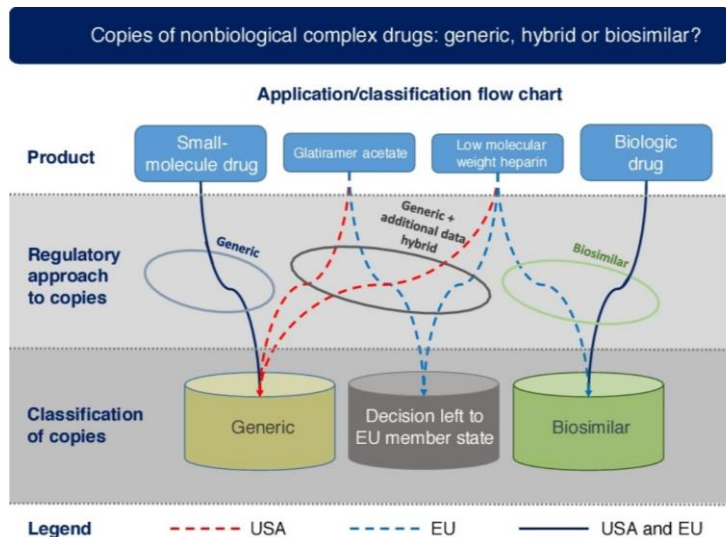 Copies of nonbiological complex drugs: generic, hybrid or biosimilar?
Application/classification flow chart
Product
Small-
molecule drug
Glatiramer acetate
Low molecular
weight heparin
Biologic
drug
Regulatory
approach
to copies
Generic
Generic +
additional data
hybrid
Biosimilar
Classification
of copies
Generic
Decision left to
EU member state
Biosimilar
Legend
USA
EU
USA and EU